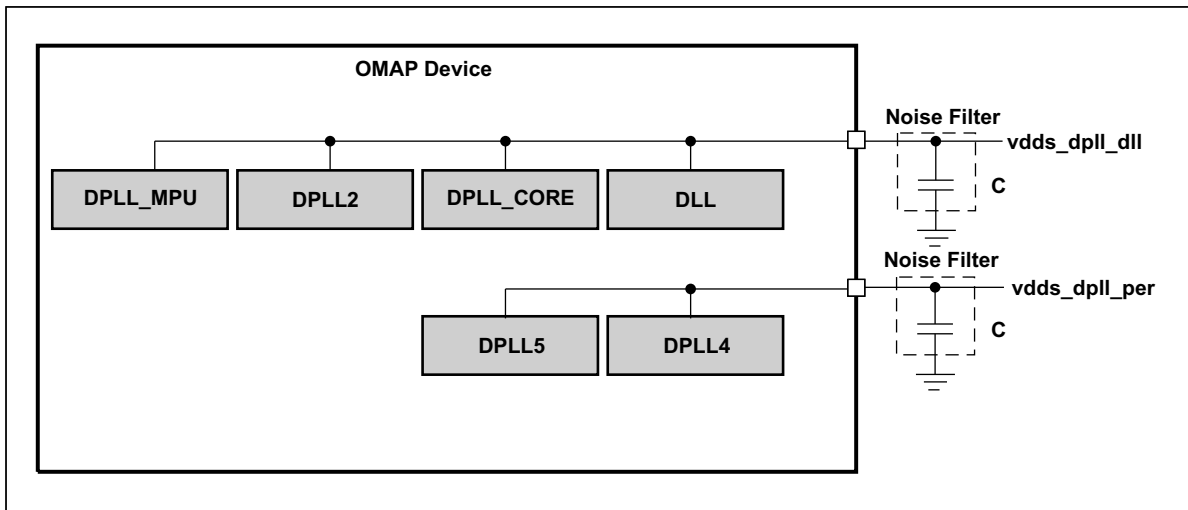 OMAP Device
Noise Filter
vdds_dpll_dll
C
DPLL_MPU
DPLL2
DPLL_CORE
DLL
Noise Filter
vdds_dpll_per
C
DPLL5
DPLL4